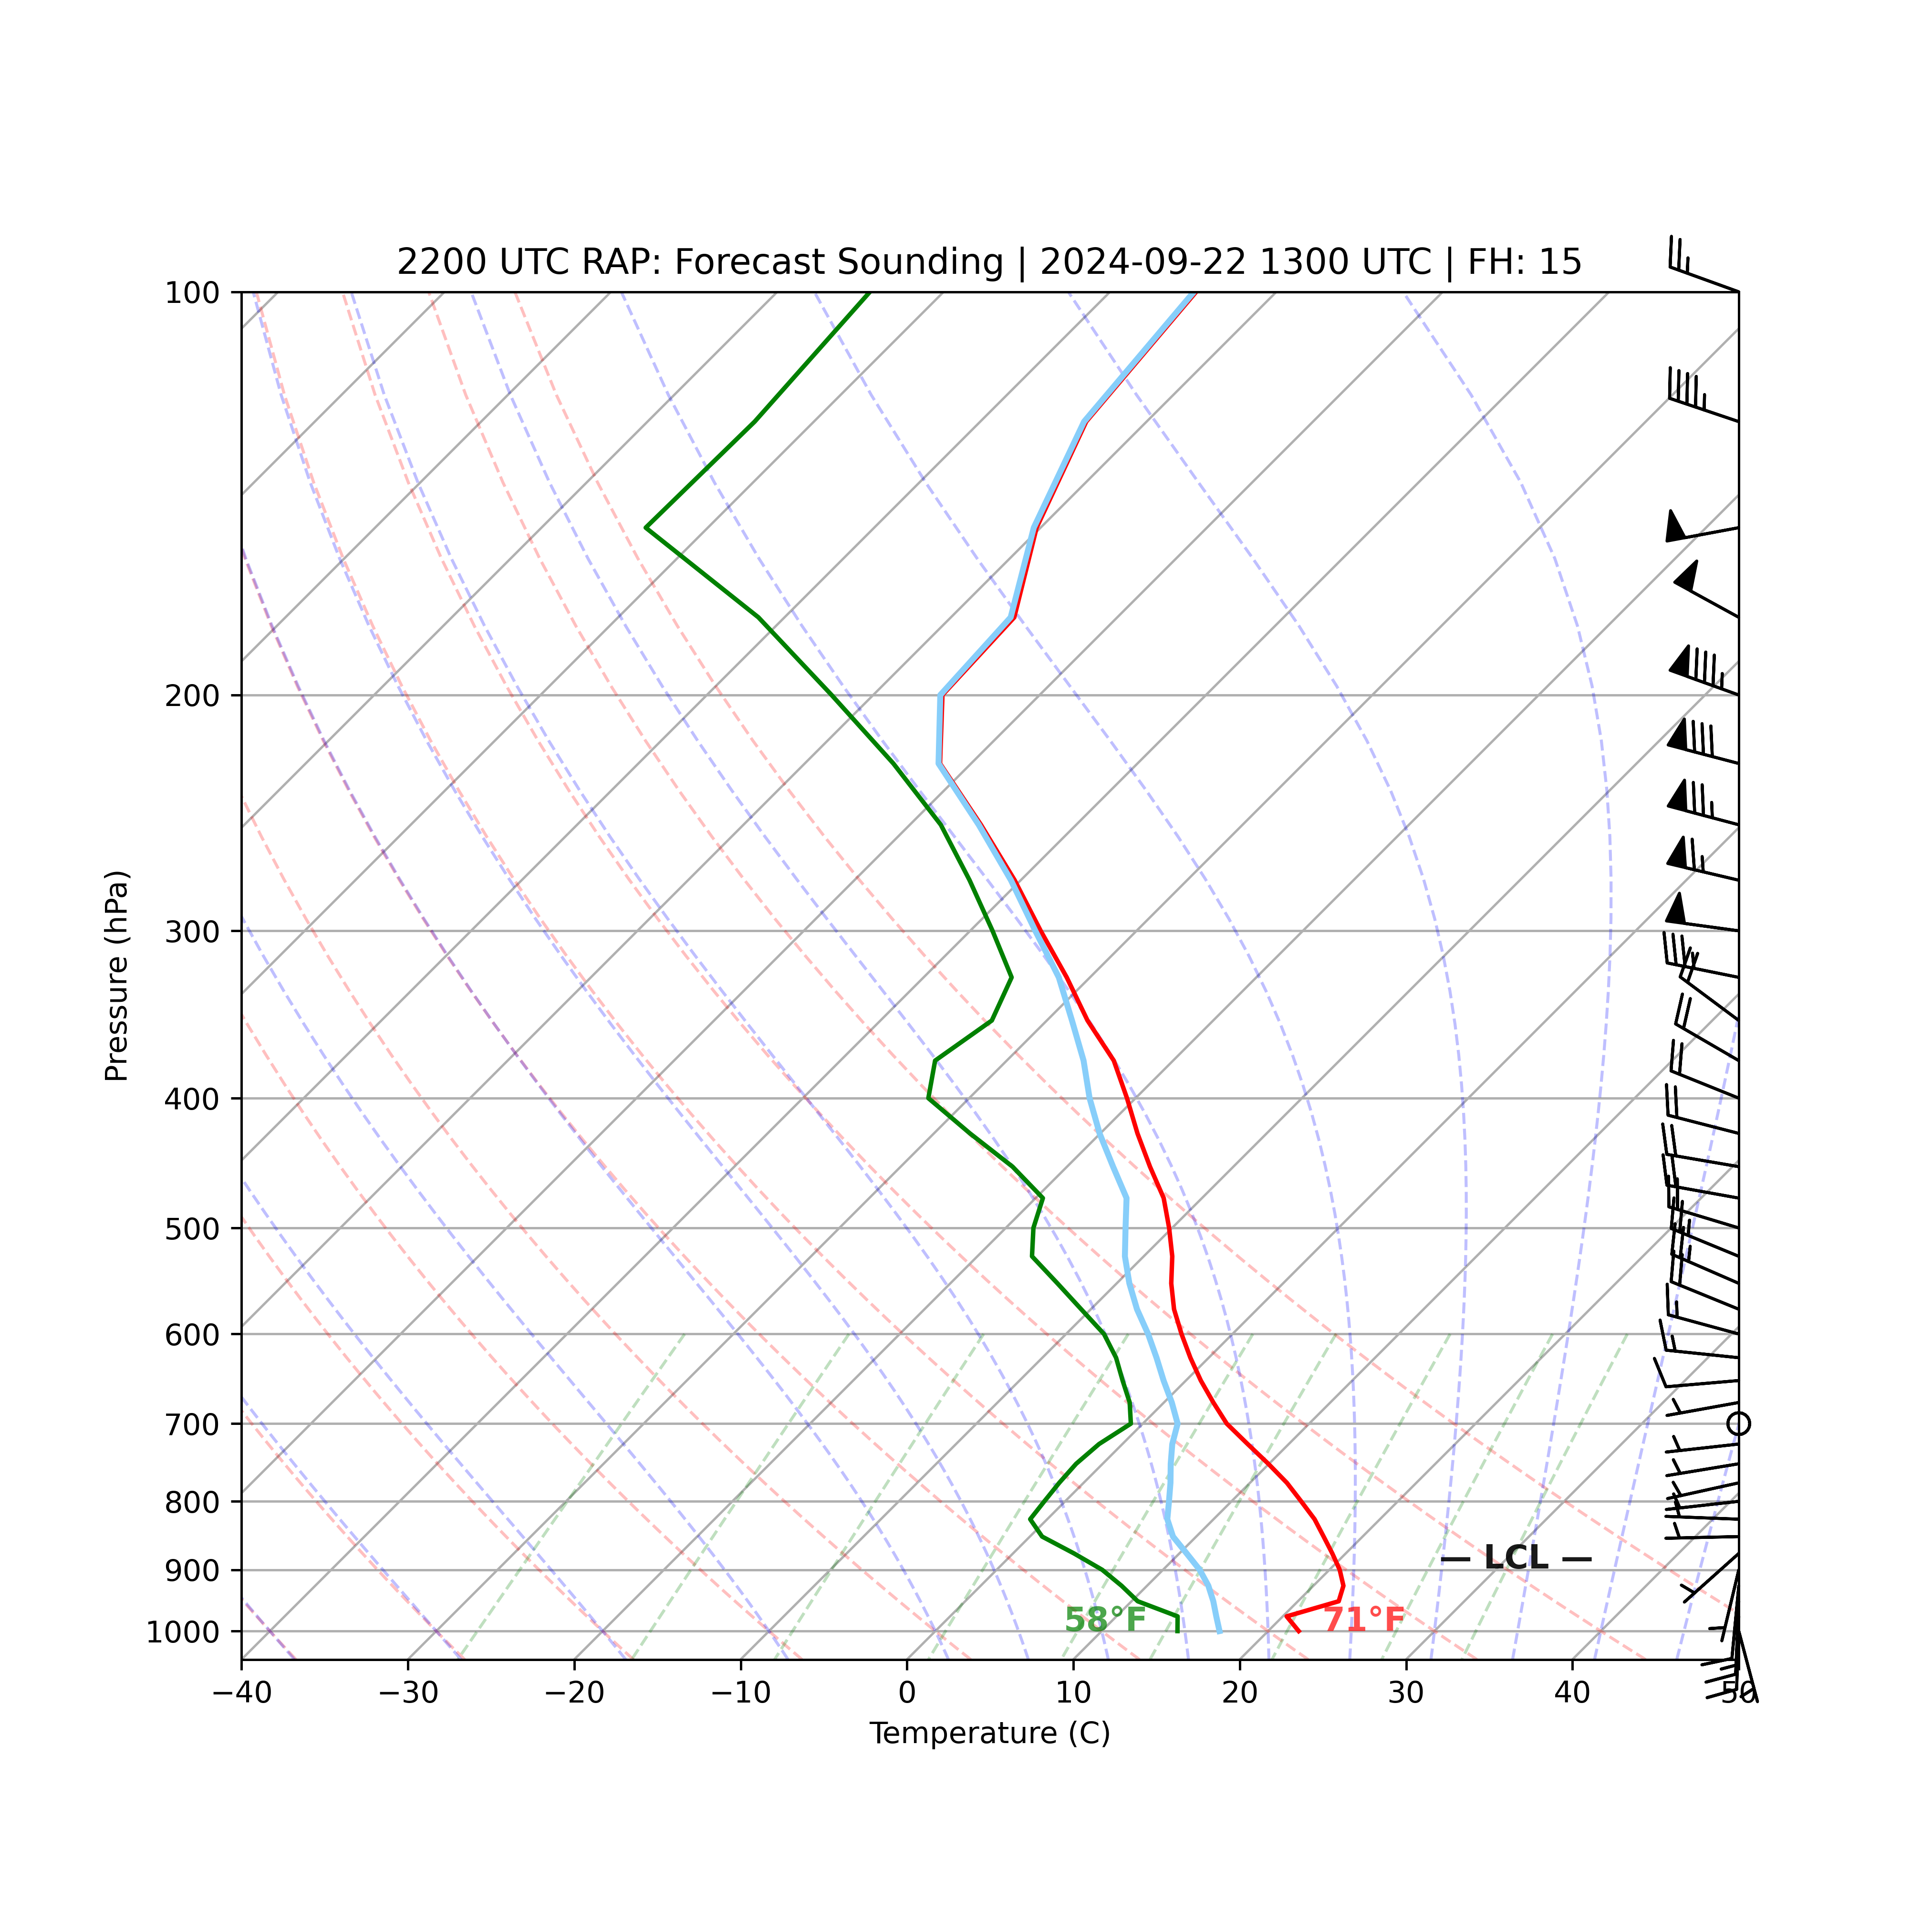 2200 UTC RAP: Forecast Sounding | 2024-09-22 1300 UTC | FH: 15
100
200
300
400
500
600
700
800
900
1000
Pressure (hPa)
— LCL —
58°F
71°F
−40 −30 −20 −10 0 10 20 30 40 50
Temperature (C)